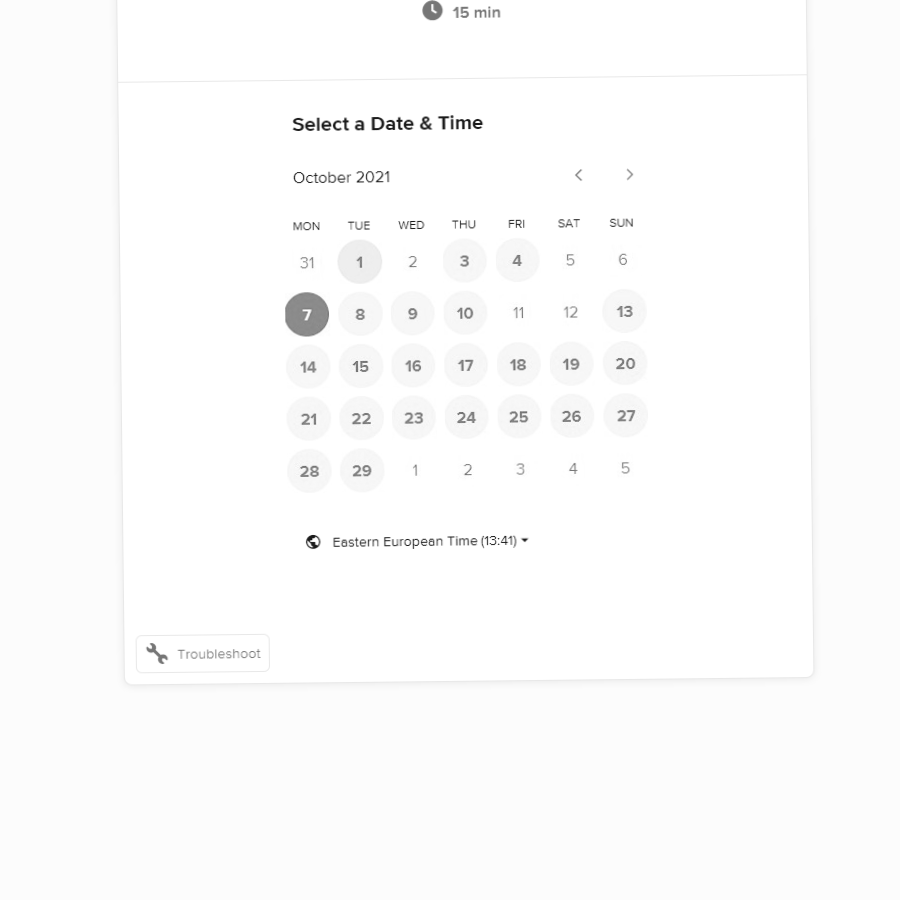 15 min
Select a Date & Time
October 2021
MON TUE WED THU FRI SAT SUN
31 1 2 3 4 5 6
7 8 9 10 11 12 13
14 15 16 17 18 19 20
21 22 23 24 25 26 27
28 29 1 2 3 4 5
Eastern European Time (13:41)
Troubleshoot